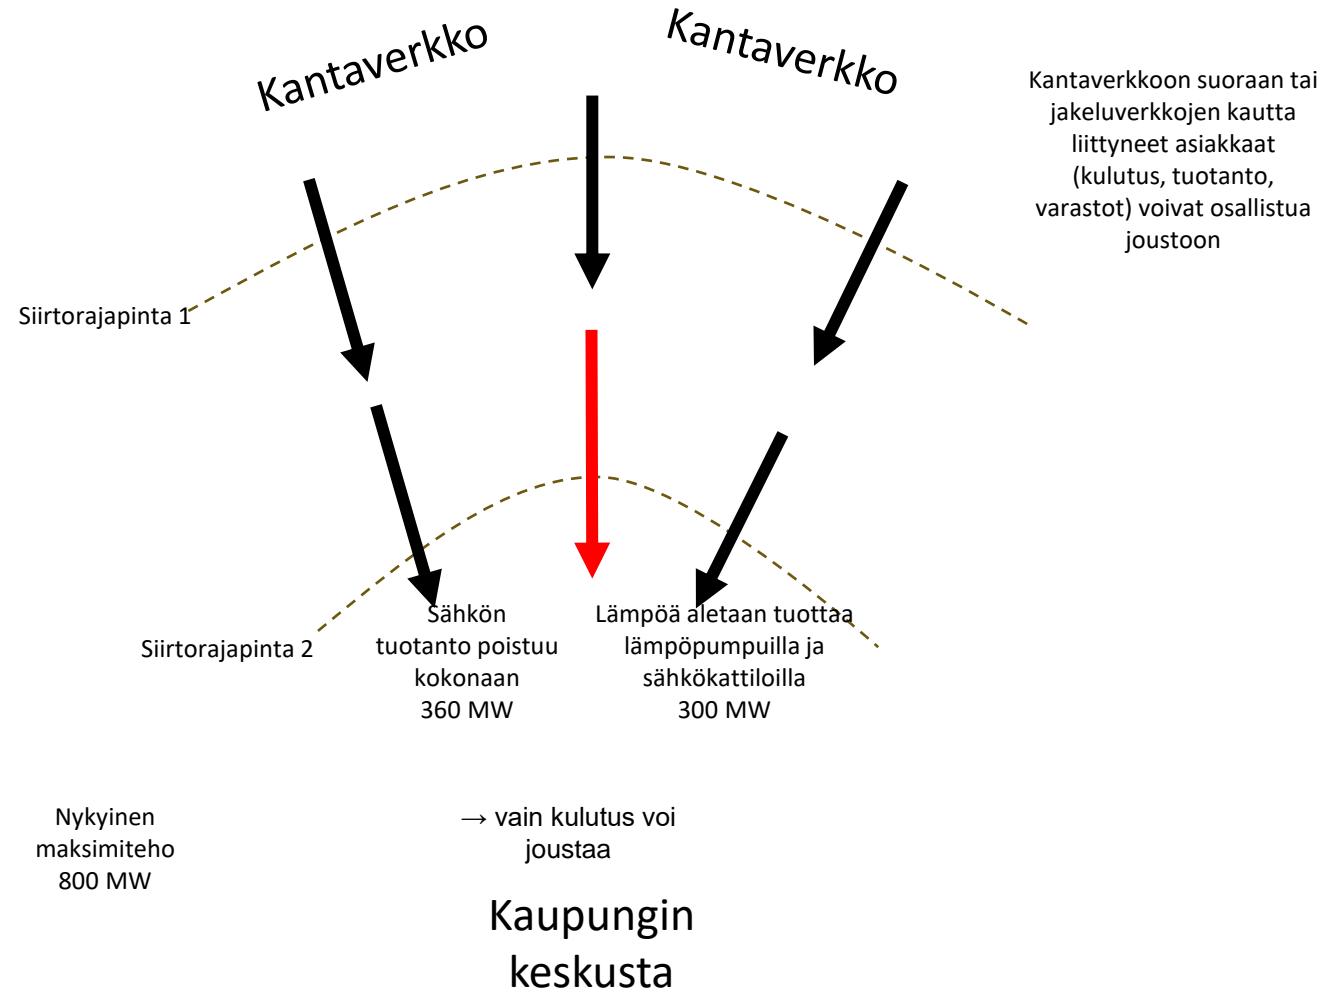 Kantaverkko
Kantaverkko
Kantaverkkoon suoraan tai
jakeluverkkojen kautta
liittyneet asiakkaat
(kulutus, tuotanto,
varastot) voivat osallistua
joustoon
Siirtorajapinta 1
Siirtorajapinta 2
Sähkön
tuotanto poistuu
kokonaan
360 MW
Lämpöä aletaan tuottaa
lämpöpumpuilla ja
sähkökattiloilla
300 MW
Nykyinen
maksimiteho
800 MW
→ vain kulutus voi
joustaa
Kaupungin
keskusta